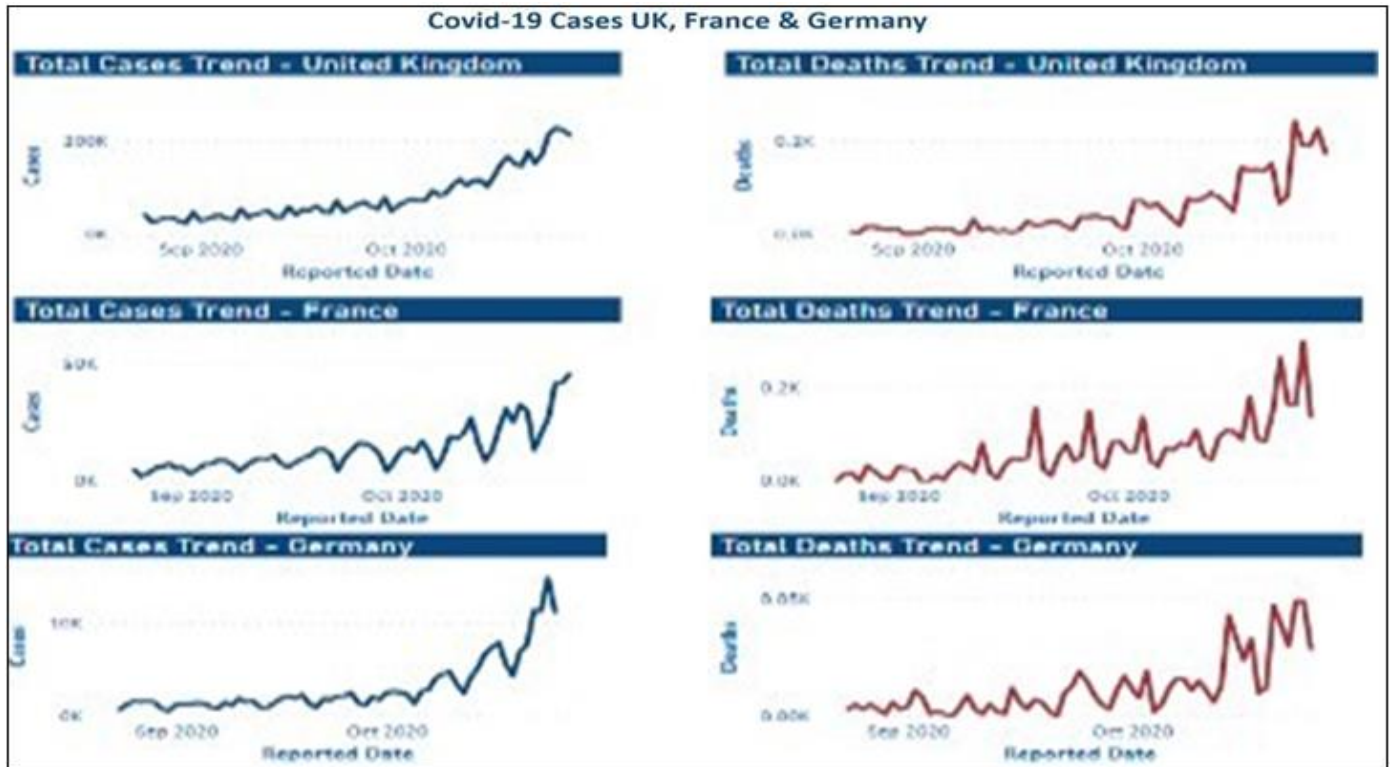 Covid-19 Cases UK, France & Germany
Total Cases Trend - United Kingdom
Cases
200K
0K
Sep 2020 Oct 2020
Reported Date
Total Deaths Trend - United Kingdom
Deaths
0.2K
0.0K
Sep 2020 Oct 2020
Reported Date
Total Cases Trend - France
Cases
50K
0K
Sep 2020 Oct 2020
Reported Date
Total Deaths Trend - France
Deaths
0.2K
0.0K
Sep 2020 Oct 2020
Reported Date
Total Cases Trend - Germany
Cases
10K
0K
Sep 2020 Oct 2020
Reported Date
Total Deaths Trend - Germany
Deaths
0.05K
0.00K
Sep 2020 Oct 2020
Reported Date